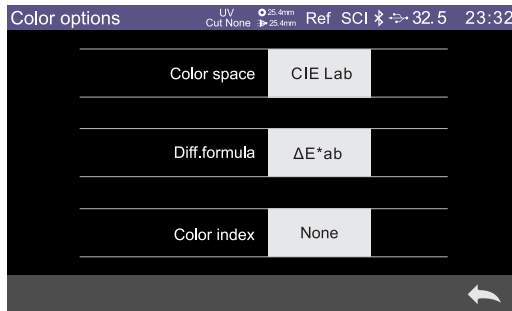 Color options UV Cut None 25.4mm 25.4mm Ref SCI 32.5 23:32
Color space CIE Lab
Diff.formula ΔE*ab
Color index None